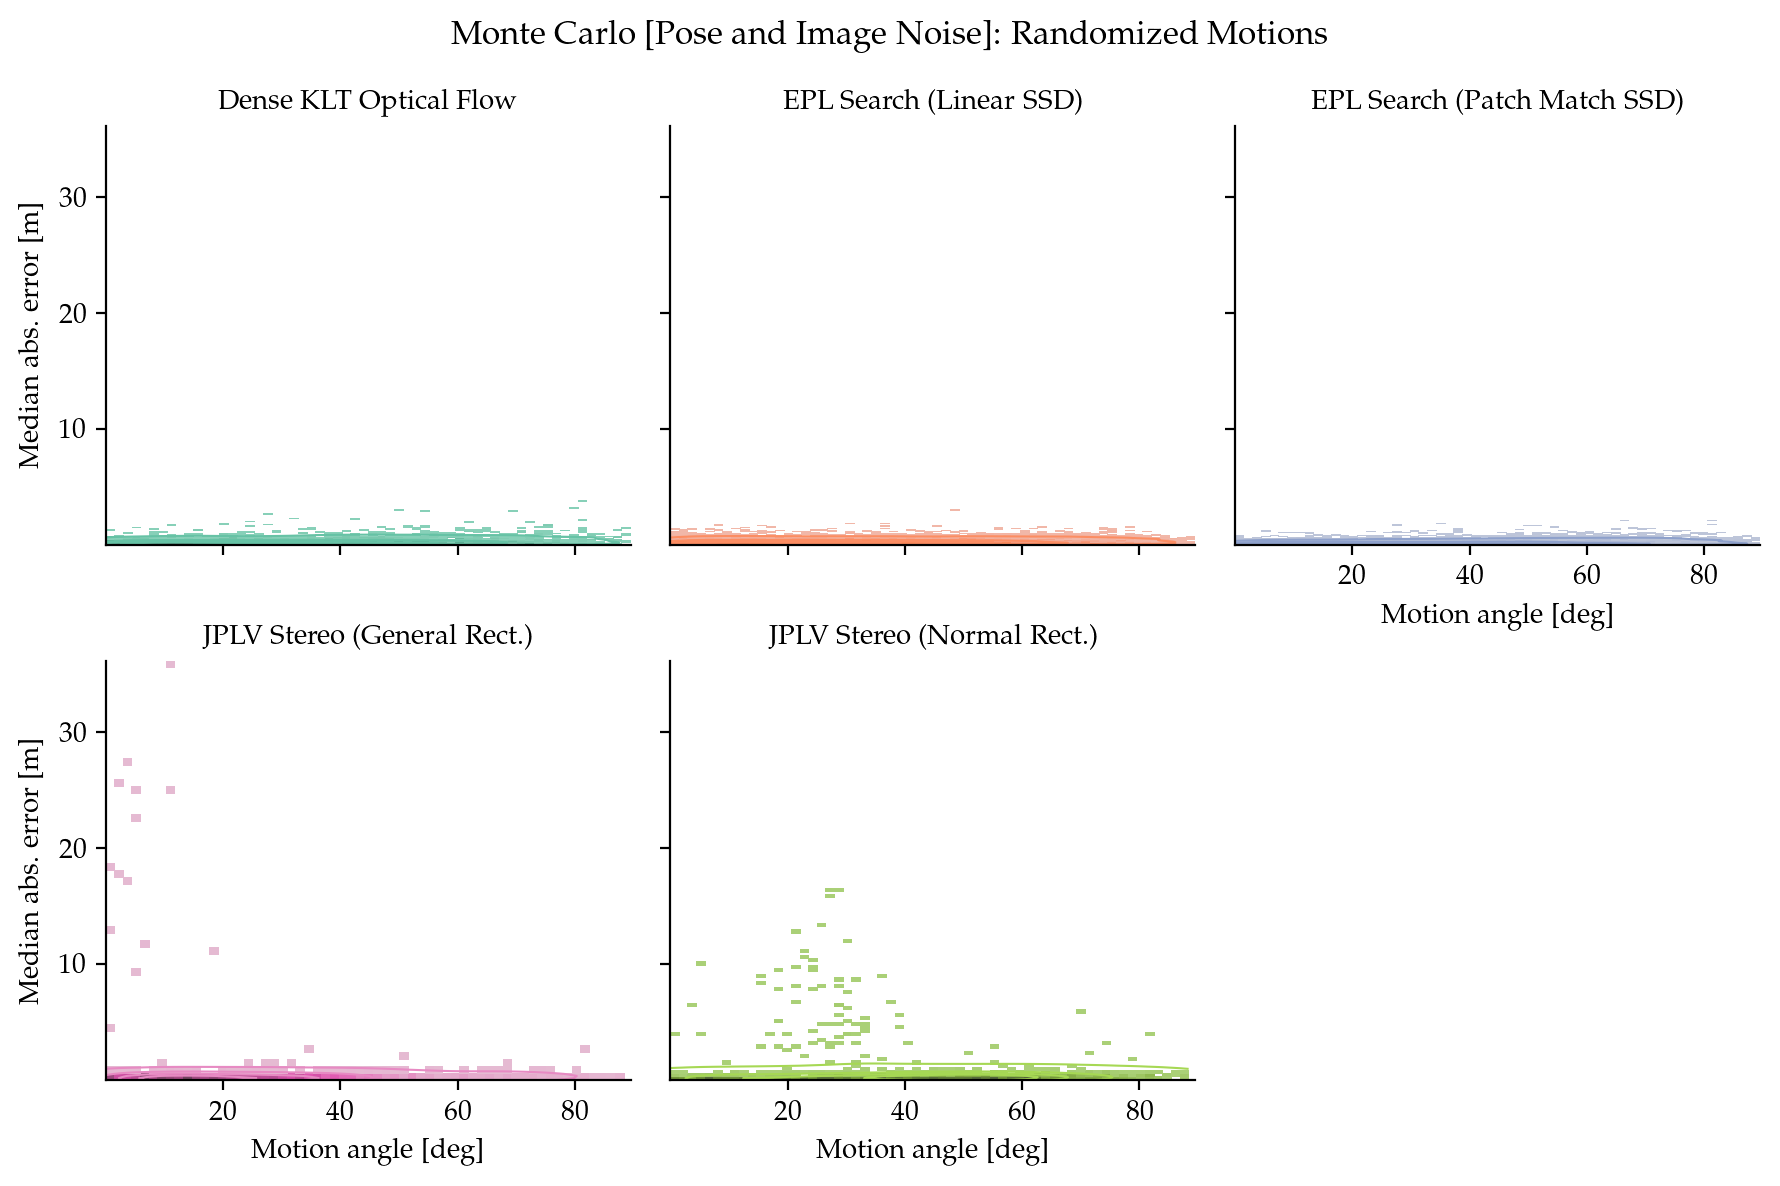 Monte Carlo [Pose and Image Noise]: Randomized Motions
Dense KLT Optical Flow
EPL Search (Linear SSD)
EPL Search (Patch Match SSD)
30
20
10
Median abs. error [m]
20 40 60 80
Motion angle [deg]
JPLV Stereo (General Rect.)
JPLV Stereo (Normal Rect.)
30
20
10
Median abs. error [m]
20 40 60 80
Motion angle [deg]
20 40 60 80
Motion angle [deg]